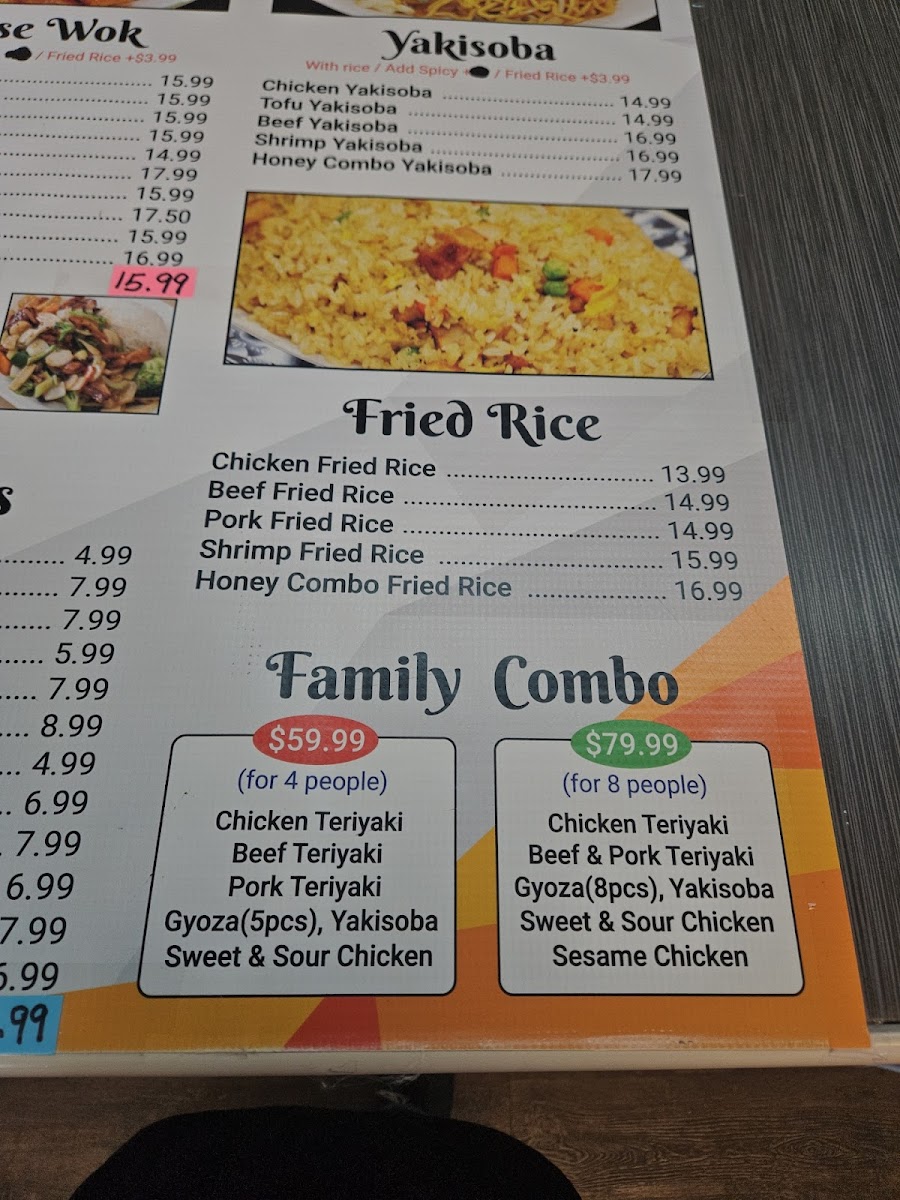 se Wok
/ Fried Rice +$3.99
15.99
15.99
15.99
15.99
14.99
17.99
15.99
17.50
15.99
16.99
15.99
s
4.99
7.99
7.99
5.99
7.99
8.99
4.99
6.99
7.99
6.99
7.99
6.99
.99
Yakisoba
With rice / Add Spicy + / Fried Rice +$3.99
Chicken Yakisoba 14.99
Tofu Yakisoba 14.99
Beef Yakisoba 16.99
Shrimp Yakisoba 16.99
Honey Combo Yakisoba 17.99
Fried Rice
Chicken Fried Rice 13.99
Beef Fried Rice 14.99
Pork Fried Rice 14.99
Shrimp Fried Rice 15.99
Honey Combo Fried Rice 16.99
Family Combo
$59.99
(for 4 people)
Chicken Teriyaki
Beef Teriyaki
Pork Teriyaki
Gyoza(5pcs), Yakisoba
Sweet & Sour Chicken
$79.99
(for 8 people)
Chicken Teriyaki
Beef & Pork Teriyaki
Gyoza(8pcs), Yakisoba
Sweet & Sour Chicken
Sesame Chicken